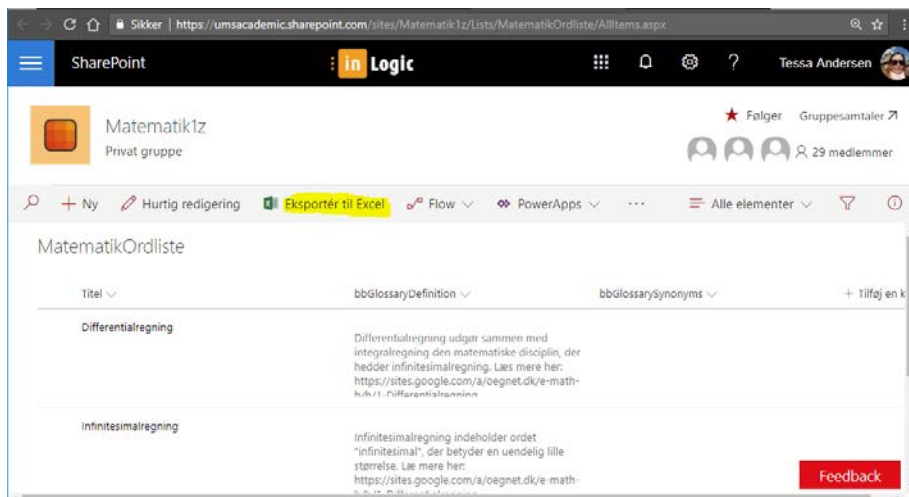 Sikker | https://umsacademic.sharepoint.com/sites/Matematik1z/Lists/MatematikOrdliste/AllItems.aspx
SharePoint
in Logic
? Tessa Andersen
Matematik1z
Privat gruppe
Følger Gruppesamtaler
29 medlemmer
+ Ny Hurtig redigering Eksportér til Excel Flow PowerApps ... Alle elementer
MatematikOrdliste
Titel bbGlossaryDefinition bbGlossarySynonyms + Tilføj en k
Differentialregning
Differentialregning udgør sammen med
integralregning den matematiske disciplin, der
hedder infinitesimalregning. Læs mere her:
https://sites.google.com/a/oegnet.dk/e-math-
b/h/1-Differentialregning
Infinitesimalregning
Infinitesimalregning indeholder ordet
"infinitesimal", der betyder en uendelig lille
størrelse. Læ mere her:
https://sites.google.com/a/oegnet.dk/e-math-
Feedback